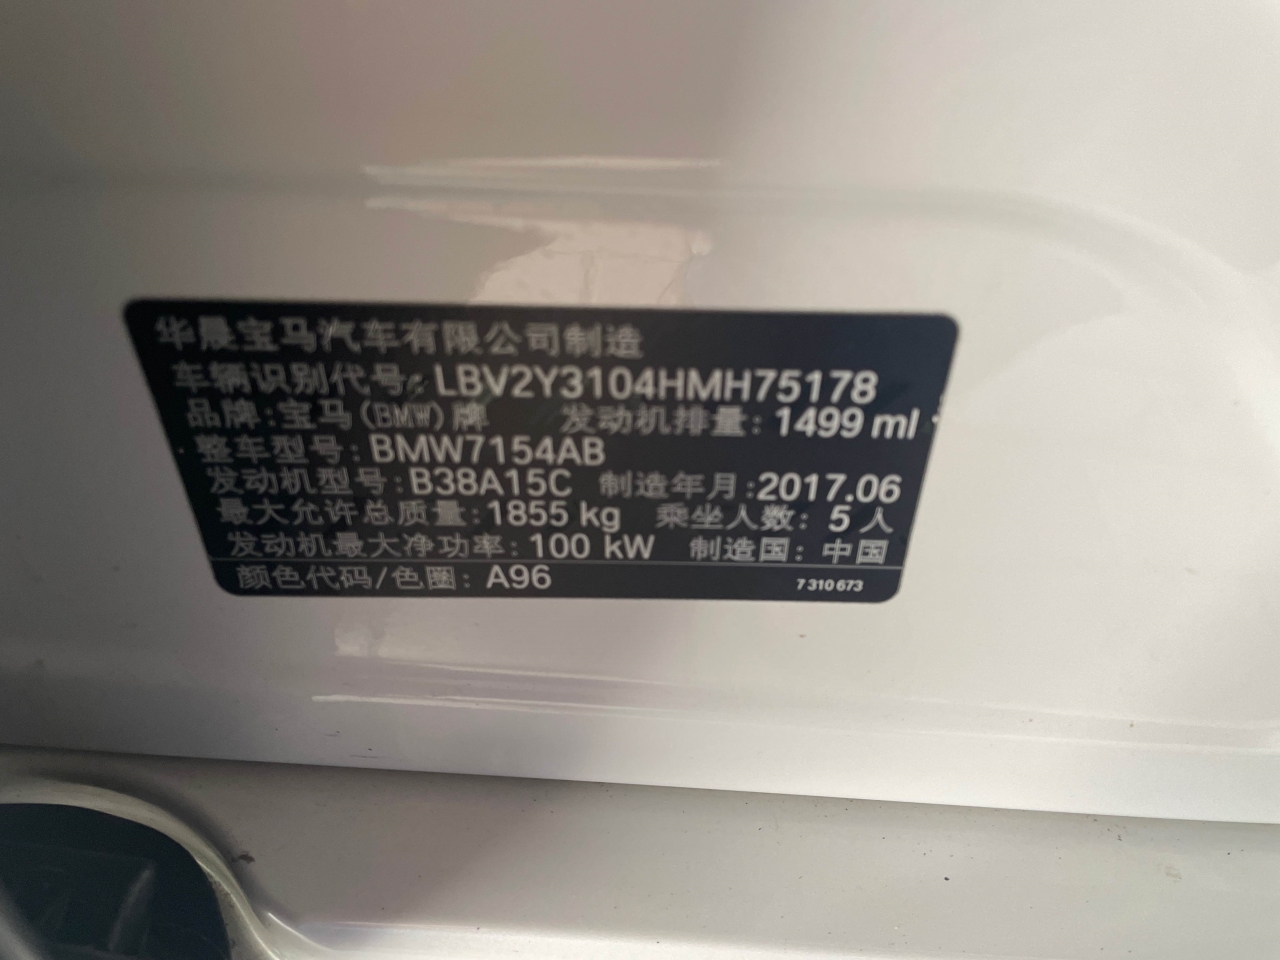 华晨宝马汽车有限公司制造
车辆识别代号: LBV2Y3104HMH75178
品牌:宝马(BMW)牌 发动机排量: 1499 ml
整车型号: BMW7154AB
发动机型号: B38A15C 制造年月:2017.06
最大允许总质量: 1855 kg 乘坐人数: 5 人
发动机最大净功率: 100 kW 制造国: 中国
颜色代码/色圈: A96 7 310 673